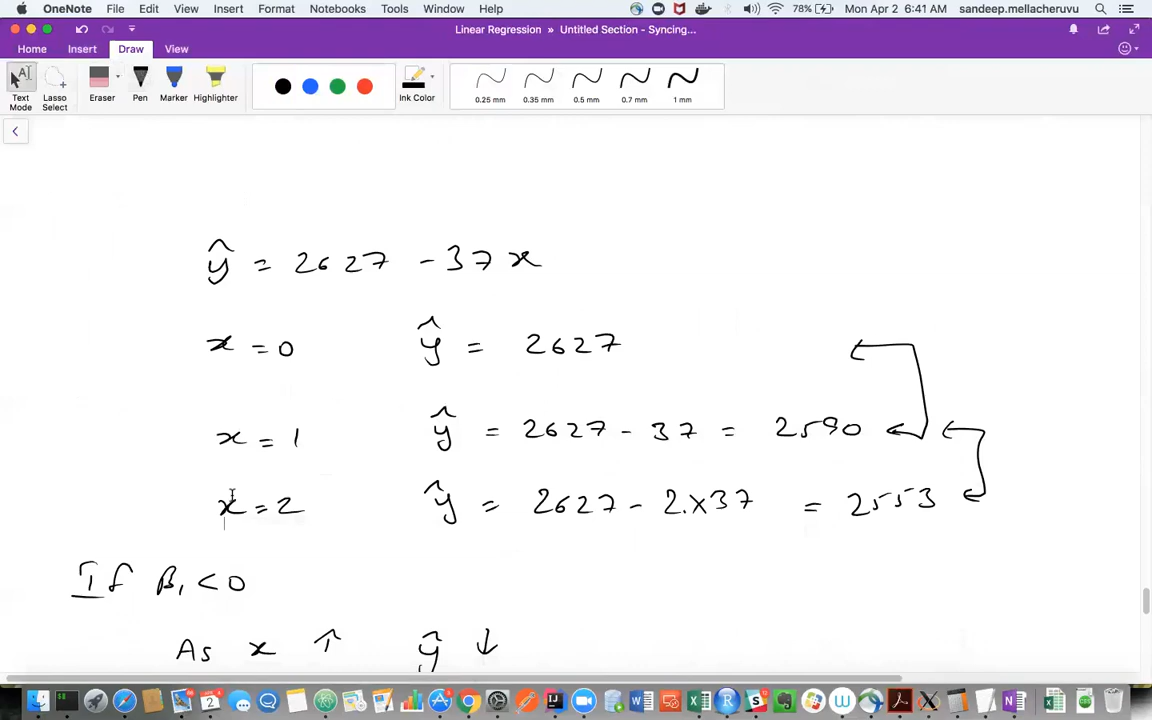 OneNote File Edit View Insert Format Notebooks Tools Window Help 78% Mon Apr 2 6:41 AM sandeep.mellacheruvu
Linear Regression » Untitled Section - Syncing...
Home Insert Draw View
Text Mode Lasso Select Eraser Pen Marker Highlighter Ink Color 0.25 mm 0.35 mm 0.5 mm 0.7 mm 1 mm
ŷ = 2627 - 37x
x = 0 ŷ = 2627
x = 1 ŷ = 2627 - 37 = 2590
x = 2 ŷ = 2627 - 2.x37 = 2553
If β₁ < 0
As x ↑ ŷ ↓